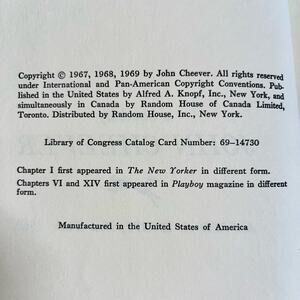 Copyright © 1967, 1968, 1969 by John Cheever. All rights reserved
under International and Pan-American Copyright Conventions. Pub-
lished in the United States by Alfred A. Knopf, Inc., New York, and
simultaneously in Canada by Random House of Canada Limited,
Toronto. Distributed by Random House, Inc., New York.
Library of Congress Catalog Card Number: 69–14730
Chapter I first appeared in The New Yorker in different form.
Chapters VI and XIV first appeared in Playboy magazine in different
form.
Manufactured in the United States of America